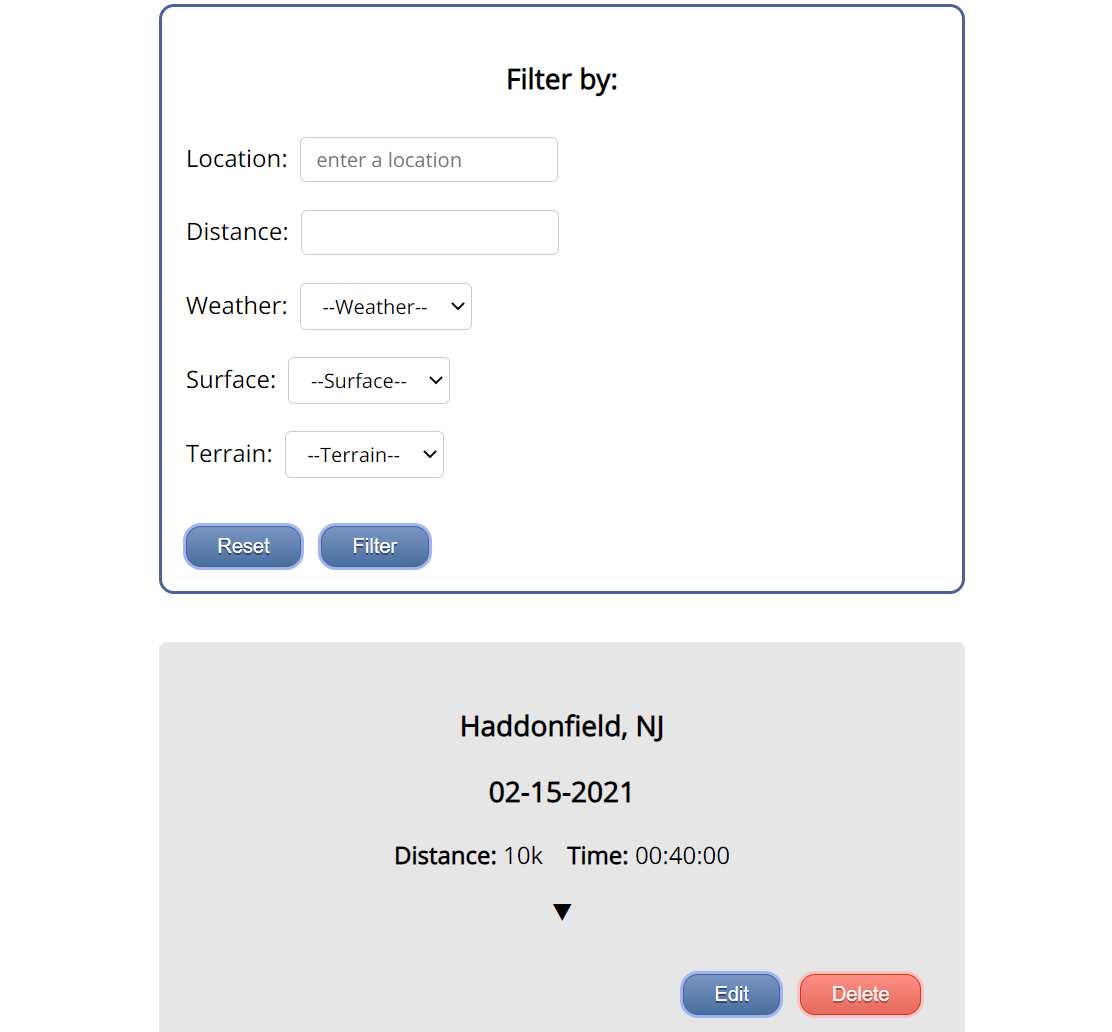 Filter by:
Location: enter a location
Distance:
Weather: --Weather--
Surface: --Surface--
Terrain: --Terrain--
Reset Filter
Haddonfield, NJ
02-15-2021
Distance: 10k Time: 00:40:00
Edit Delete